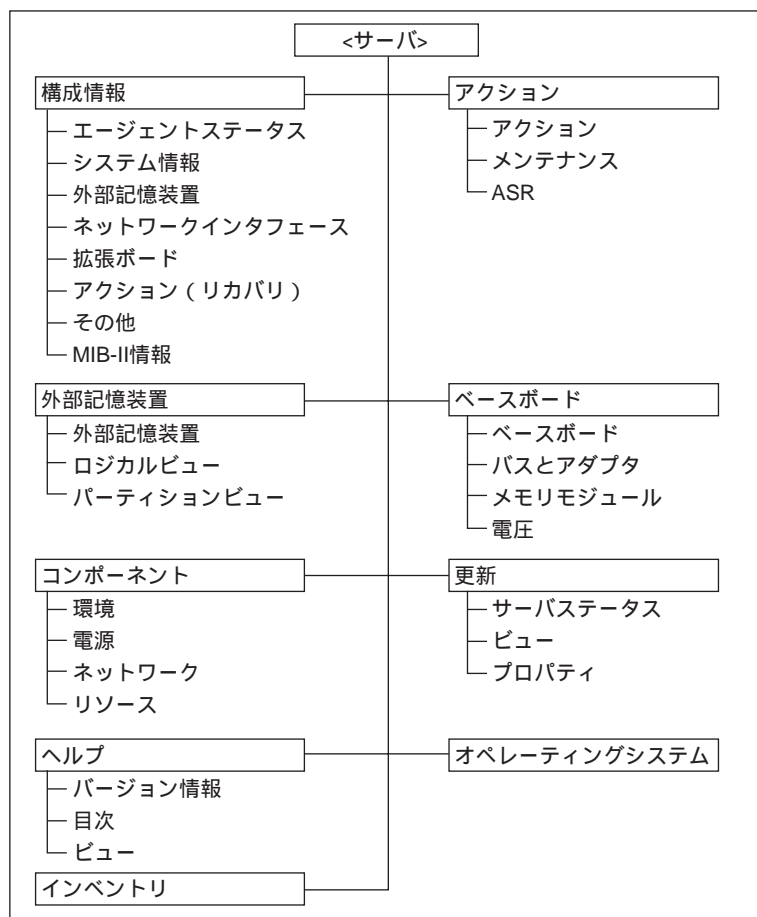 <サーバ>
構成情報
エージェントステータス
システム情報
外部記憶装置
ネットワークインタフェース
拡張ボード
アクション（リカバリ）
その他
MIB-II情報
アクション
アクション
メンテナンス
ASR
外部記憶装置
外部記憶装置
ロジカルビュー
パーティションビュー
ベースボード
ベースボード
バスとアダプタ
メモリモジュール
電圧
コンポーネント
環境
電源
ネットワーク
リソース
更新
サーバステータス
ビュー
プロパティ
ヘルプ
バージョン情報
目次
ビュー
オペレーティングシステム
インベントリ